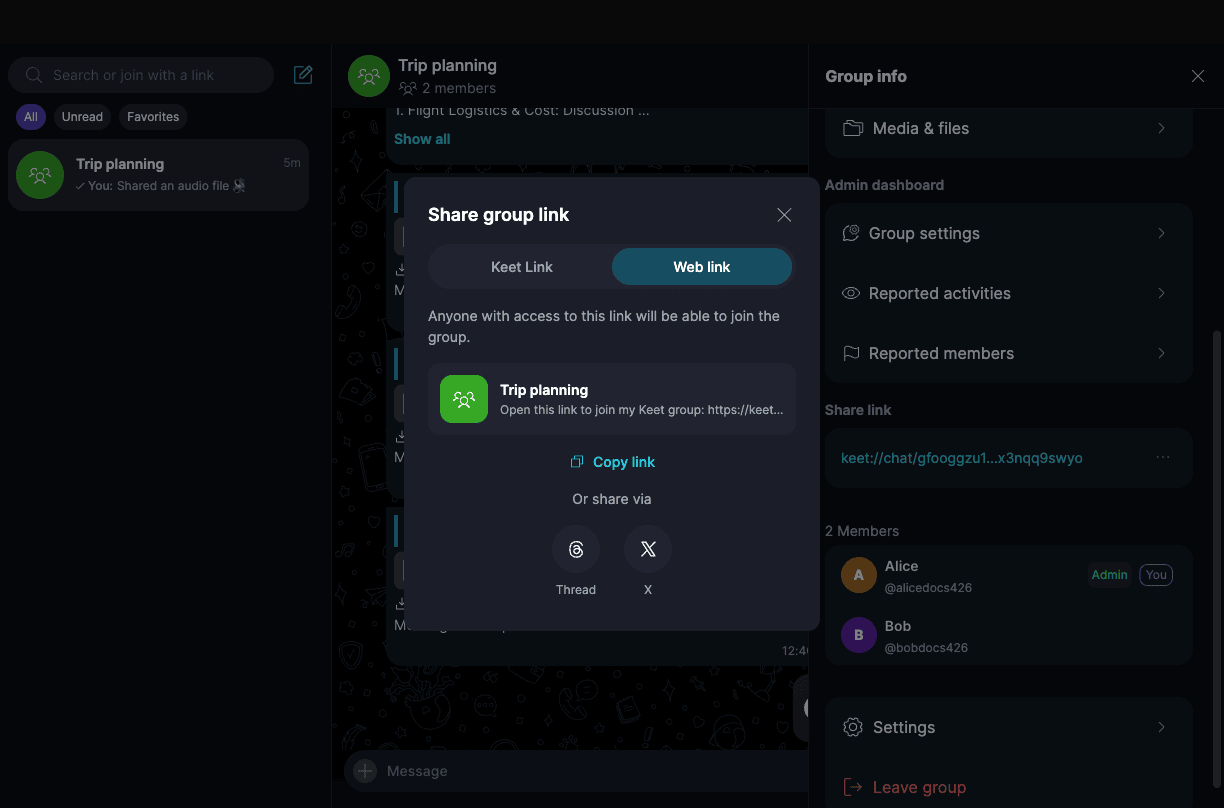 Search or join with a link
All
Unread
Favorites
Trip planning
5m
You: Shared an audio file
Trip planning
2 members
1. Flight Logistics & Cost: Discussion ...
Show all
12:4
Message
Share group link
Keet Link
Web link
Anyone with access to this link will be able to join the
group.
Trip planning
Open this link to join my Keet group: https://keet...
Copy link
Or share via
Thread
X
Group info
Media & files
Admin dashboard
Group settings
Reported activities
Reported members
Share link
keet://chat/gfooggzu1...x3nqq9swyo
...
2 Members
A
Alice
@alicedocs426
Admin
You
B
Bob
@bobdocs426
Settings
Leave group